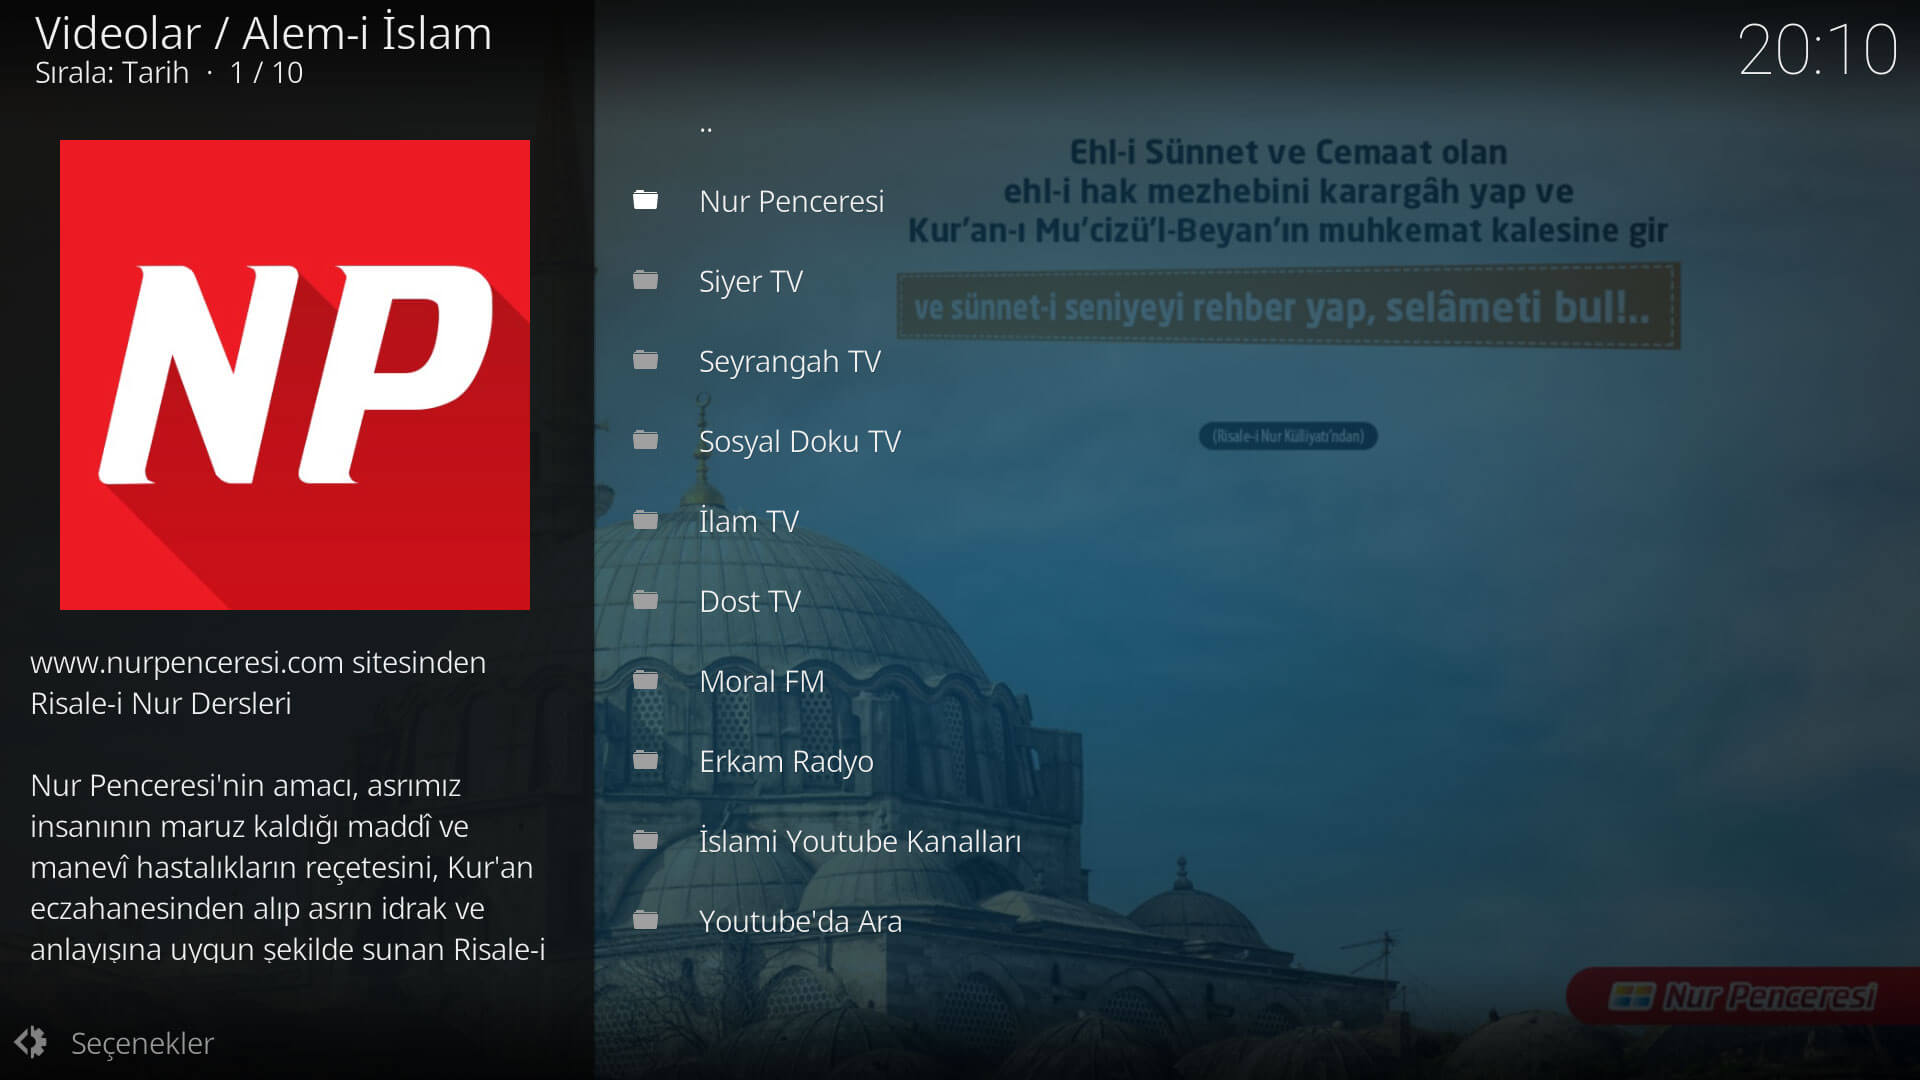 Videolar / Alem-i İslam
Sırala: Tarih · 1 / 10
20:10
NP
www.nurpenceresi.com sitesinden
Risale-i Nur Dersleri
Nur Penceresi'nin amacı, asrımız
insanının maruz kaldığı maddî ve
manevî hastalıkların reçetesini, Kur'an
eczahanesinden alıp asrın idrak ve
anlayışına uygun şekilde sunan Risale-i
Seçenekler
..
Nur Penceresi
Siyer TV
Seyrangah TV
Sosyal Doku TV
İlam TV
Dost TV
Moral FM
Erkam Radyo
İslami Youtube Kanalları
Youtube'da Ara
Ehl-i Sünnet ve Cemaat olan
ehl-i hak mezhebini karargâh yap ve
Kur'an-ı Mu'cizü'l-Beyan'ın muhkemat kalesine gir
ve sünnet-i seniyeyi rehber yap, selâmeti bul!..
(Risale-i Nur Külliyatı'ndan)
Nur Penceresi